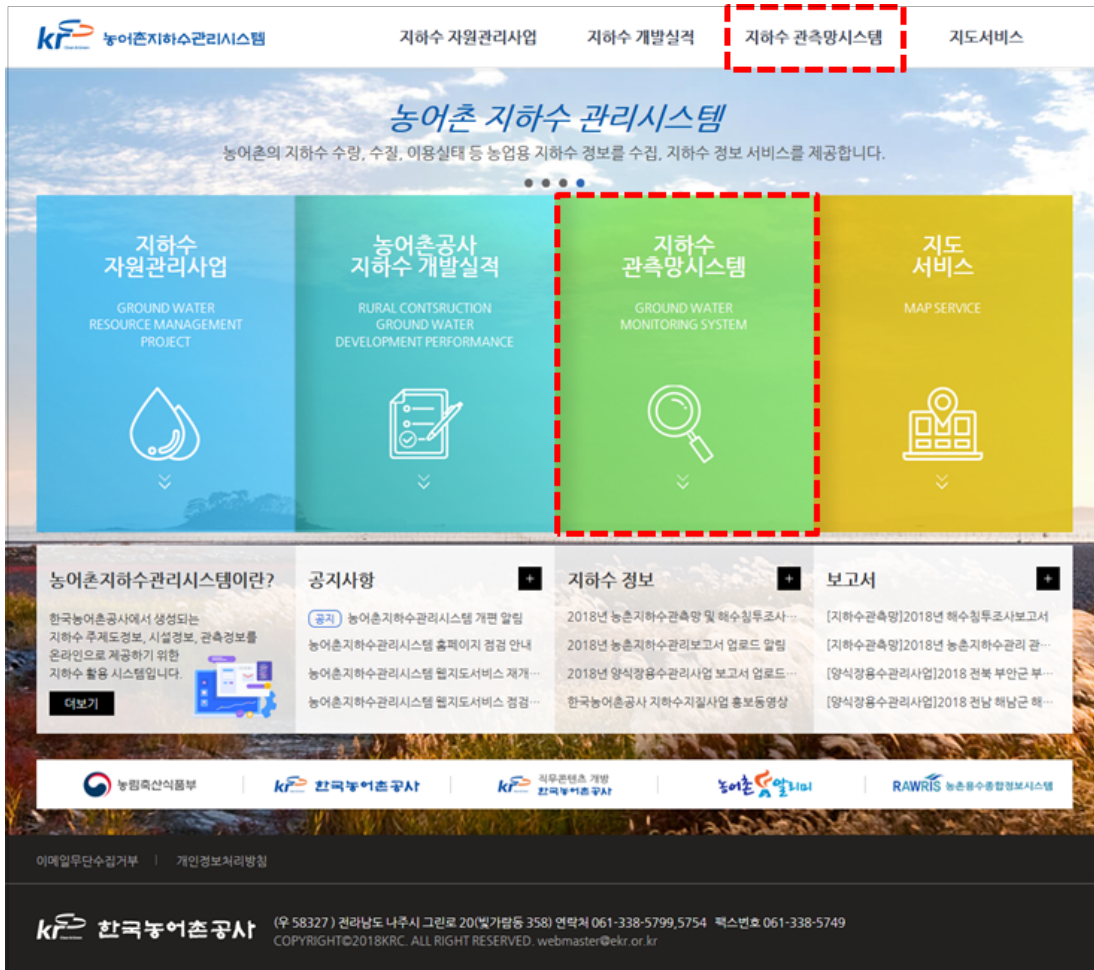 kr 농어촌지하수관리시스템
지하수 자원관리사업 지하수 개발실적 지하수 관측망시스템 지도서비스
농어촌 지하수 관리시스템
농어촌의 지하수 수량, 수질, 이용실태 등 농업용 지하수 정보를 수집, 지하수 정보 서비스를 제공합니다.
지하수
자원관리사업
GROUND WATER
RESOURCE MANAGEMENT
PROJECT
농어촌공사
지하수 개발실적
RURAL CONTSRUCTION
GROUND WATER
DEVELOPMENT PERFORMANCE
지하수
관측망시스템
GROUND WATER
MONITORING SYSTEM
지도
서비스
MAP SERVICE
농어촌지하수관리시스템이란?
한국농어촌공사에서 생성되는
지하수 주제도정보, 시설정보, 관측정보를
온라인으로 제공하기 위한
지하수 활용 시스템입니다.
더보기
공지사항 +
공지 농어촌지하수관리시스템 개편 알림
농어촌지하수관리시스템 홈페이지 점검 안내
농어촌지하수관리시스템 웹지도서비스 재개…
농어촌지하수관리시스템 웹지도서비스 점검…
지하수 정보 +
2018년 농촌지하수관측망 및 해수침투조사…
2018년 농촌지하수관리보고서 업로드 알림
2018년 양식장용수관리사업 보고서 업로드…
한국농어촌공사 지하수지질사업 홍보동영상
보고서 +
[지하수관측망]2018년 해수침투조사보고서
[지하수관측망]2018년 농촌지하수관리 관…
[양식장용수관리사업]2018 전북 부안군 부…
[양식장용수관리사업]2018 전남 해남군 해…
농림축산식품부
kr 한국농어촌공사
kr 직무콘텐츠 개발
한국농어촌공사
농어촌알리미
RAWRIS 농촌용수종합정보시스템
이메일무단수집거부 | 개인정보처리방침
kr 한국농어촌공사
(우 58327 ) 전라남도 나주시 그린로 20(빛가람동 358) 연락처 061-338-5799,5754 팩스번호 061-338-5749
COPYRIGHT©2018KRC. ALL RIGHT RESERVED. webmaster@ekr.or.kr